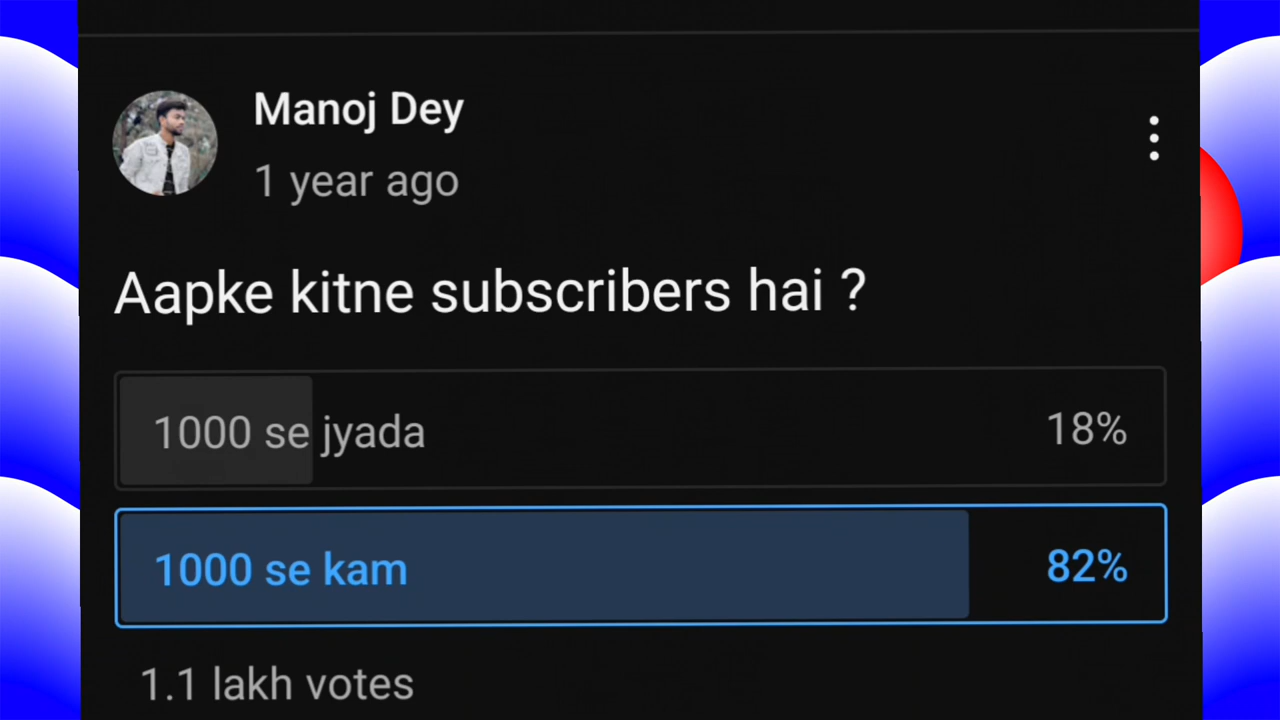 Manoj Dey
1 year ago
Aapke kitne subscribers hai ?
1000 se jyada 18%
1000 se kam 82%
1.1 lakh votes